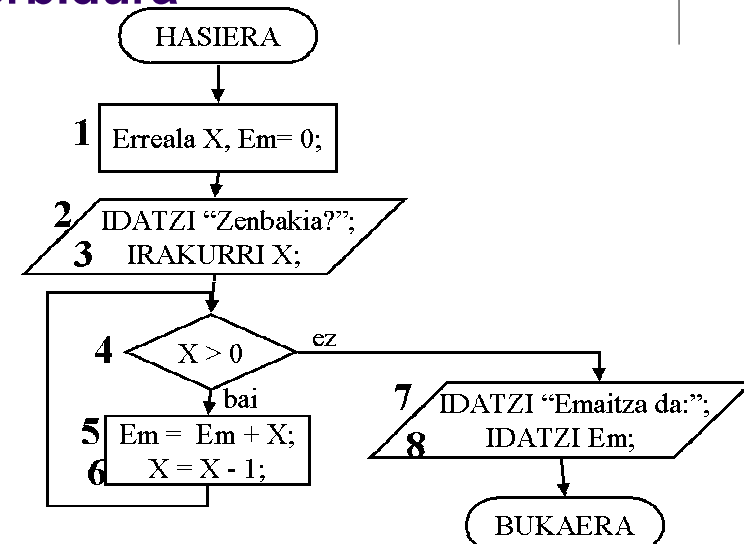 HASIERA
1 Erreala X, Em= 0;
2 IDATZI “Zenbakia?”;
3 IRAKURRI X;
4 X > 0
ez
bai
5 Em = Em + X;
6 X = X - 1;
7 IDATZI “Emaitza da:”;
8 IDATZI Em;
BUKAERA